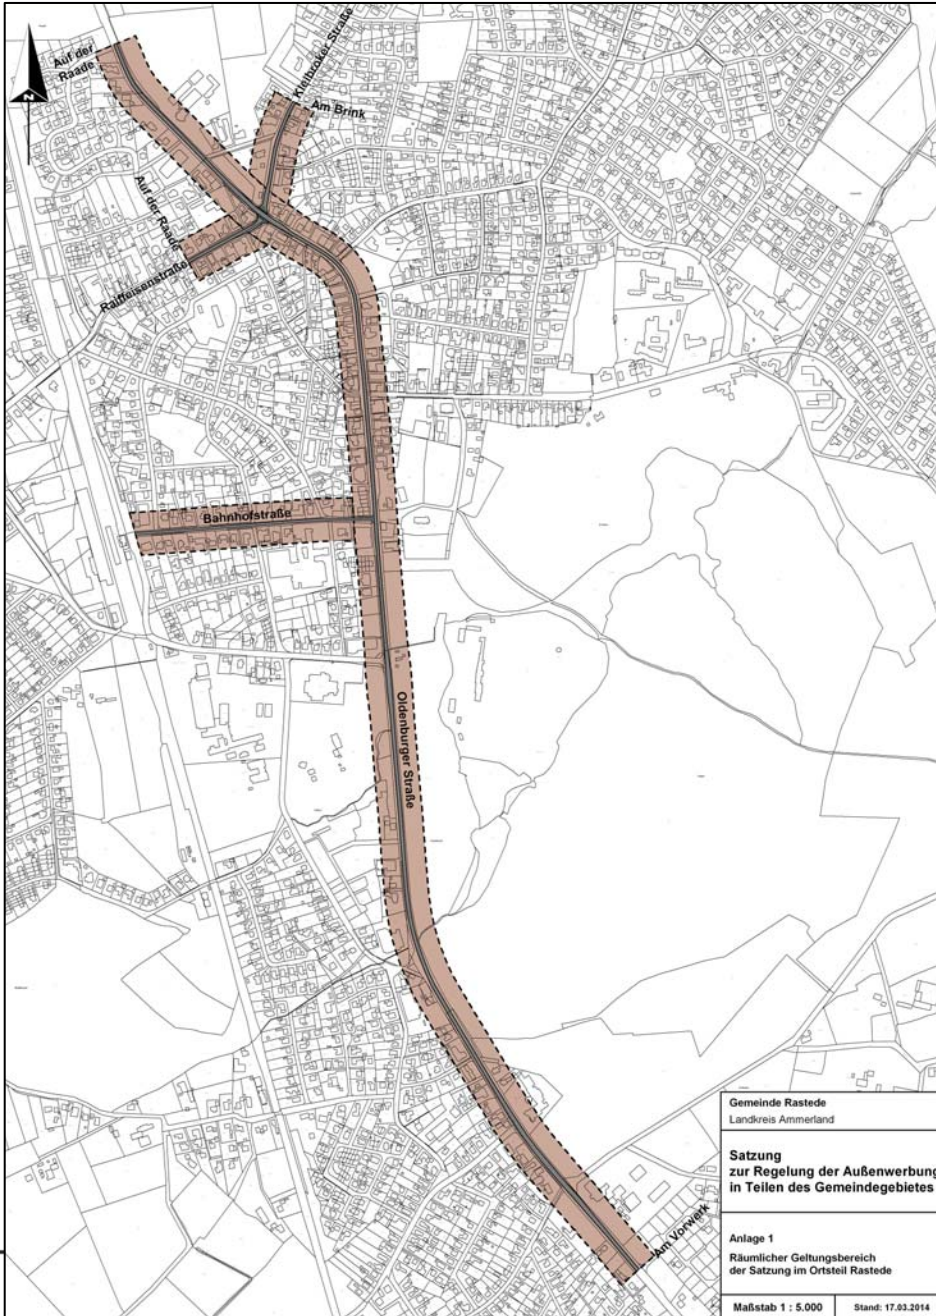 Auf der
Raade
Kleibroker Straße
Am Brink
Auf der Raade
Raiffeisenstraße
Bahnhofstraße
Oldenburger Straße
Am Vorwerk
N
Gemeinde Rastede
Landkreis Ammerland
Satzung
zur Regelung der Außenwerbung
in Teilen des Gemeindegebietes
Anlage 1
Räumlicher Geltungsbereich
der Satzung im Ortsteil Rastede
Maßstab 1 : 5.000
Stand: 17.03.2014